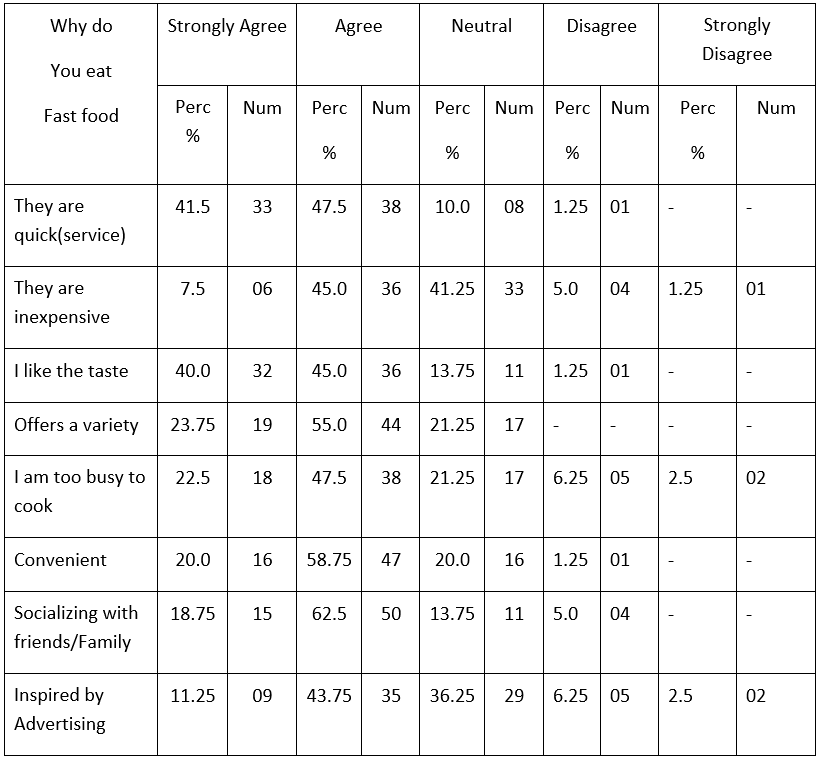 Why do Strongly Agree Agree Neutral Disagree Strongly
You eat Disagree
Fast food
Perc Num Perc Num Perc Num Perc Num Perc Num
% % % % %
They are 41.5 33 47.5 38 10.0 08 1.25 01 - -
quick(service)
They are 7.5 06 45.0 36 41.25 33 5.0 04 1.25 01
inexpensive
I like the taste 40.0 32 45.0 36 13.75 11 1.25 01 - -
Offers a variety 23.75 19 55.0 44 21.25 17 - - - -
I am too busy to 22.5 18 47.5 38 21.25 17 6.25 05 2.5 02
cook
Convenient 20.0 16 58.75 47 20.0 16 1.25 01 - -
Socializing with 18.75 15 62.5 50 13.75 11 5.0 04 - -
friends/Family
Inspired by 11.25 09 43.75 35 36.25 29 6.25 05 2.5 02
Advertising